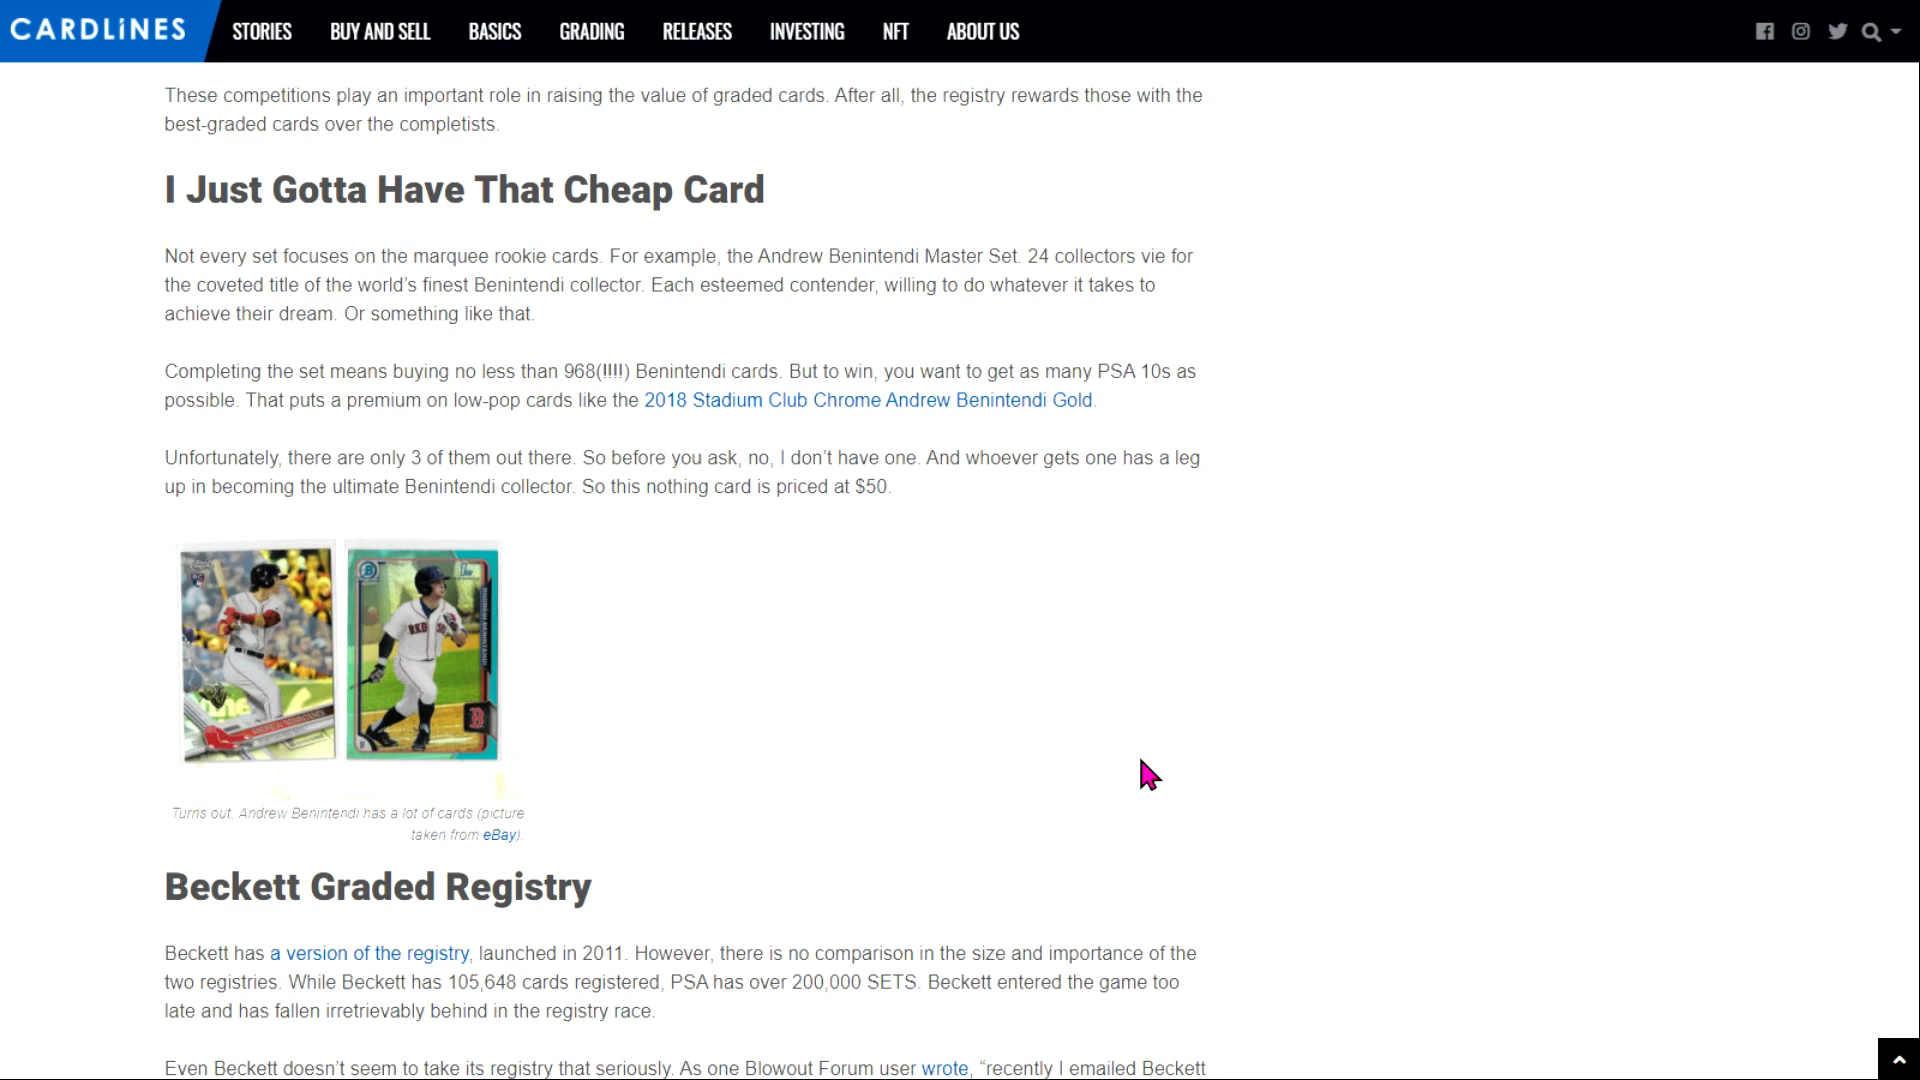 CARDLINES
STORIES BUY AND SELL BASICS GRADING RELEASES INVESTING NFT ABOUT US
These competitions play an important role in raising the value of graded cards. After all, the registry rewards those with the
best-graded cards over the completists.
I Just Gotta Have That Cheap Card
Not every set focuses on the marquee rookie cards. For example, the Andrew Benintendi Master Set. 24 collectors vie for
the coveted title of the world’s finest Benintendi collector. Each esteemed contender, willing to do whatever it takes to
achieve their dream. Or something like that.
Completing the set means buying no less than 968(!!!!) Benintendi cards. But to win, you want to get as many PSA 10s as
possible. That puts a premium on low-pop cards like the 2018 Stadium Club Chrome Andrew Benintendi Gold.
Unfortunately, there are only 3 of them out there. So before you ask, no, I don’t have one. And whoever gets one has a leg
up in becoming the ultimate Benintendi collector. So this nothing card is priced at $50.
RC
ANDREW BENINTENDI
B
1st
ANDREW BENINTENDI
B
Turns out, Andrew Benintendi has a lot of cards (picture
taken from eBay).
Beckett Graded Registry
Beckett has a version of the registry, launched in 2011. However, there is no comparison in the size and importance of the
two registries. While Beckett has 105,648 cards registered, PSA has over 200,000 SETS. Beckett entered the game too
late and has fallen irretrievably behind in the registry race.
Even Beckett doesn’t seem to take its registry that seriously. As one Blowout Forum user wrote, “recently I emailed Beckett